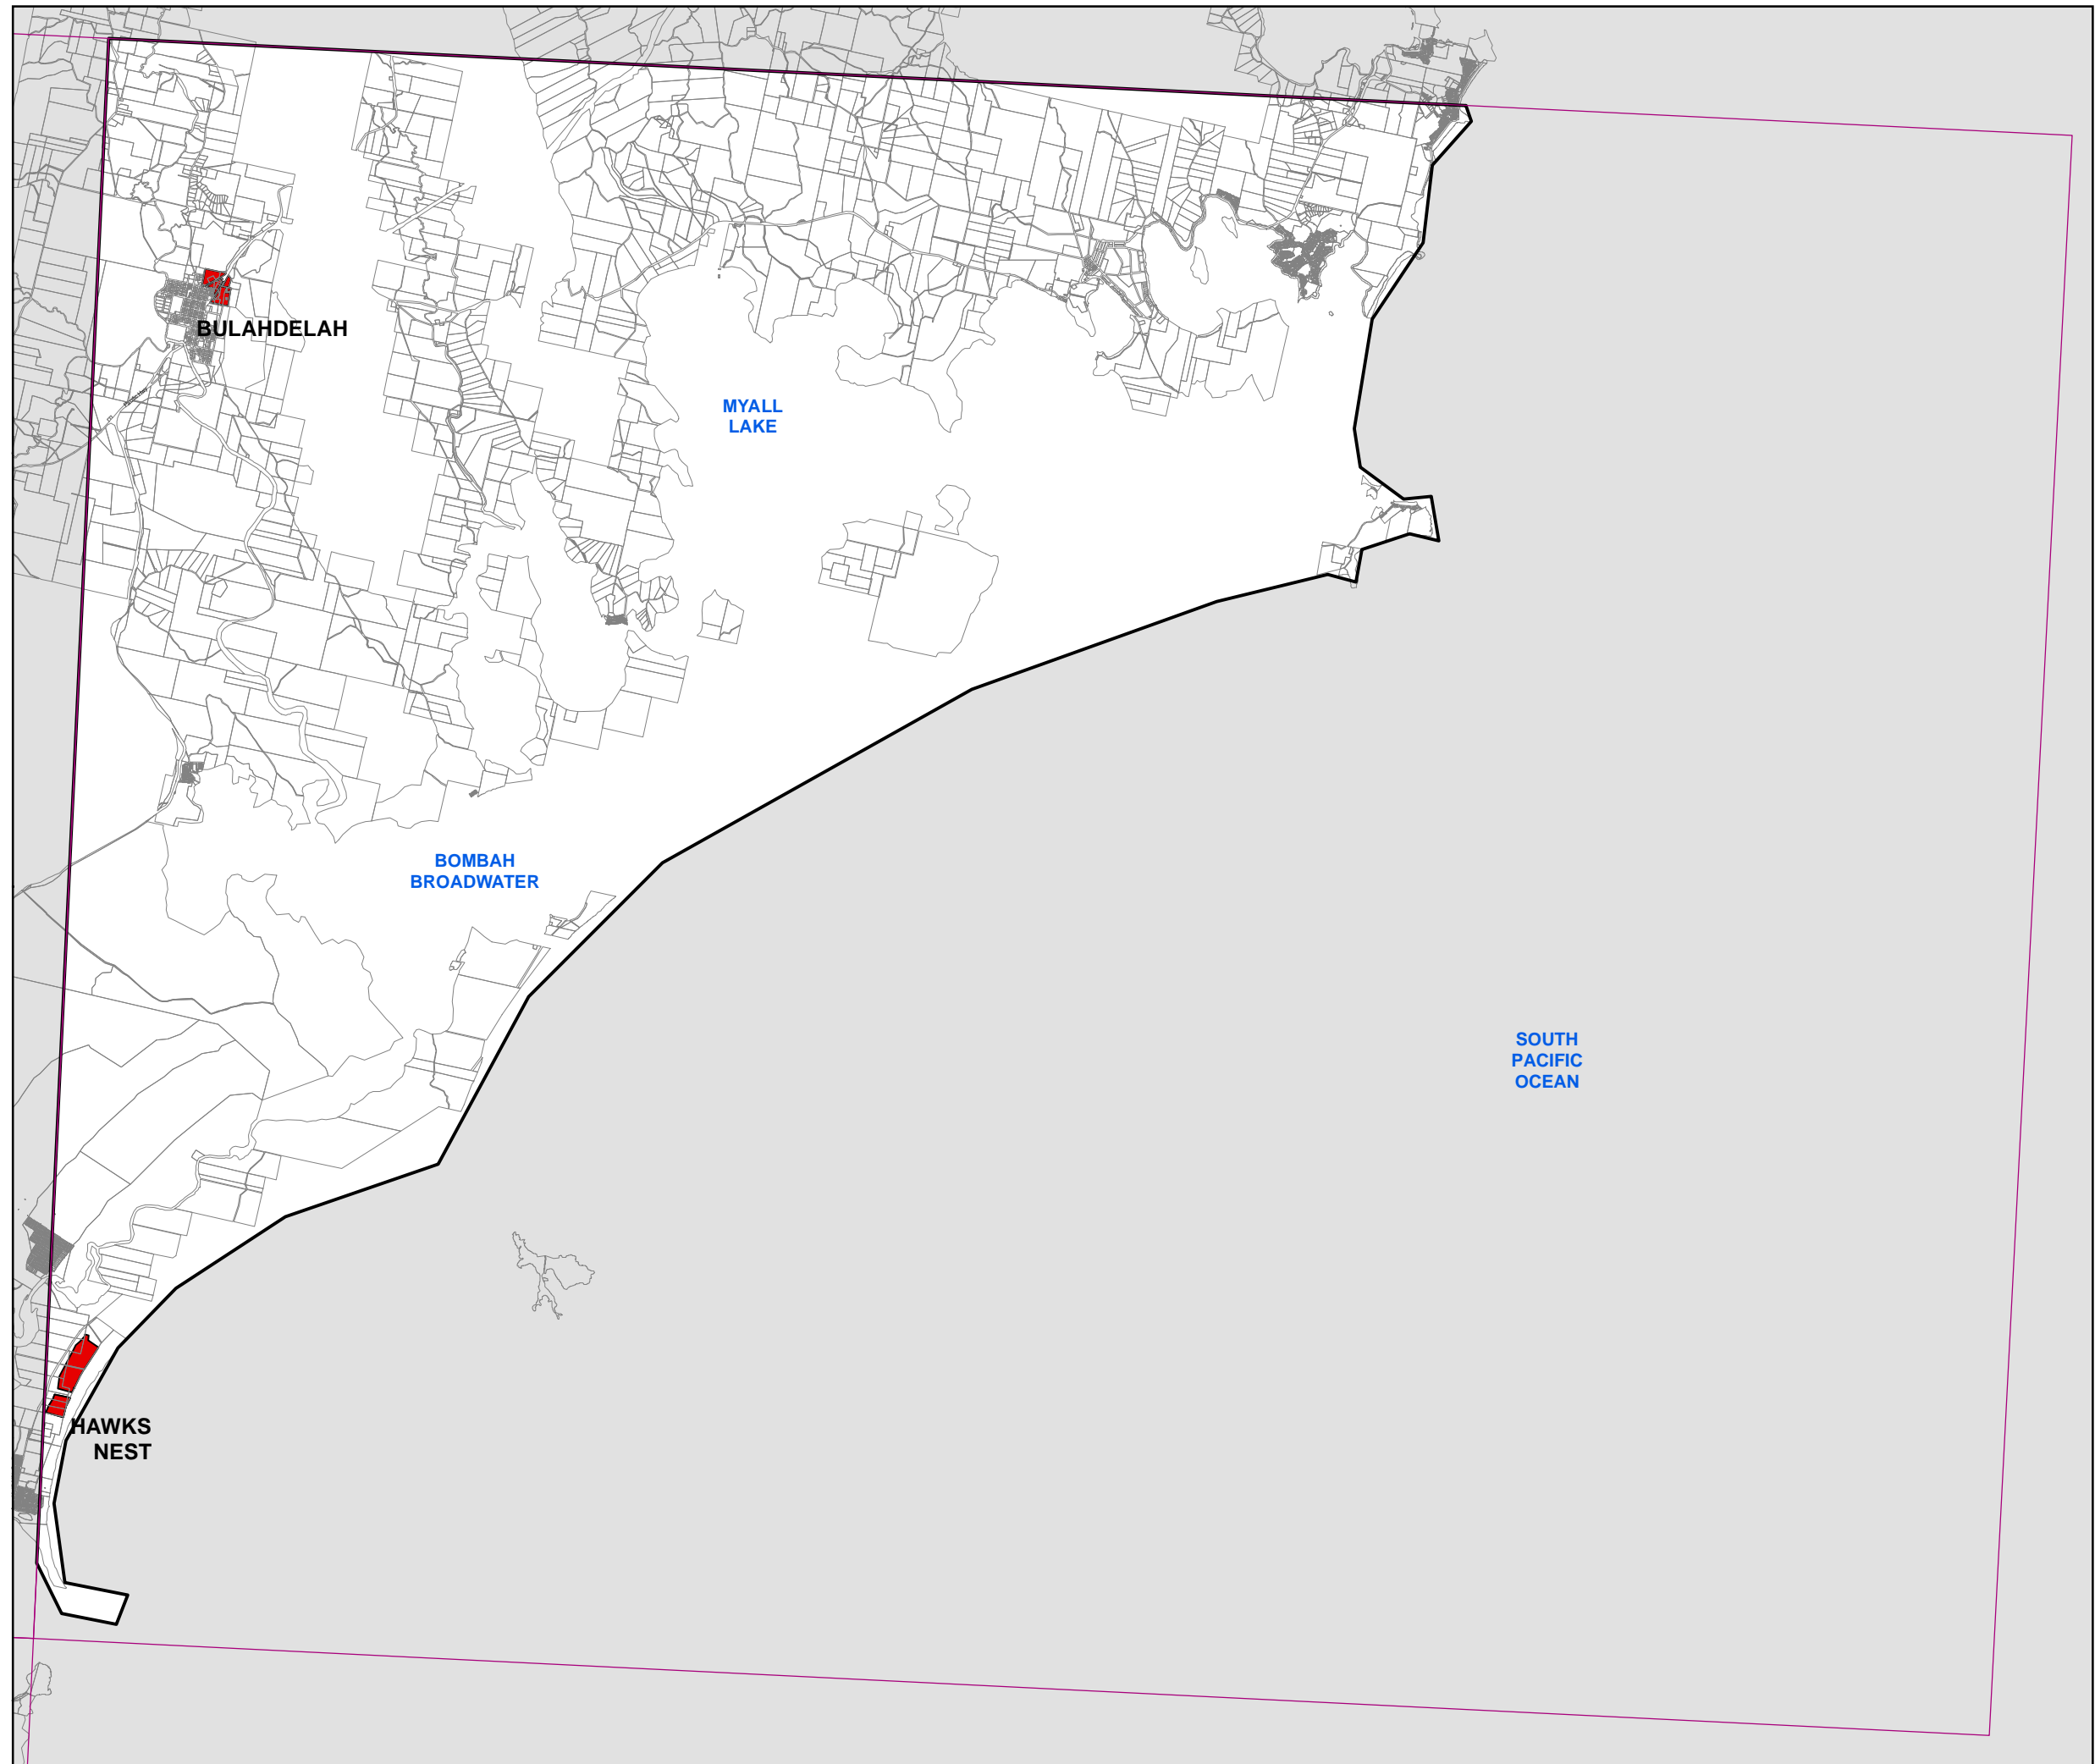 BULAHDELAH
MYALL
LAKE
BOMBAH
BROADWATER
SOUTH
PACIFIC
OCEAN
HAWKS
NEST